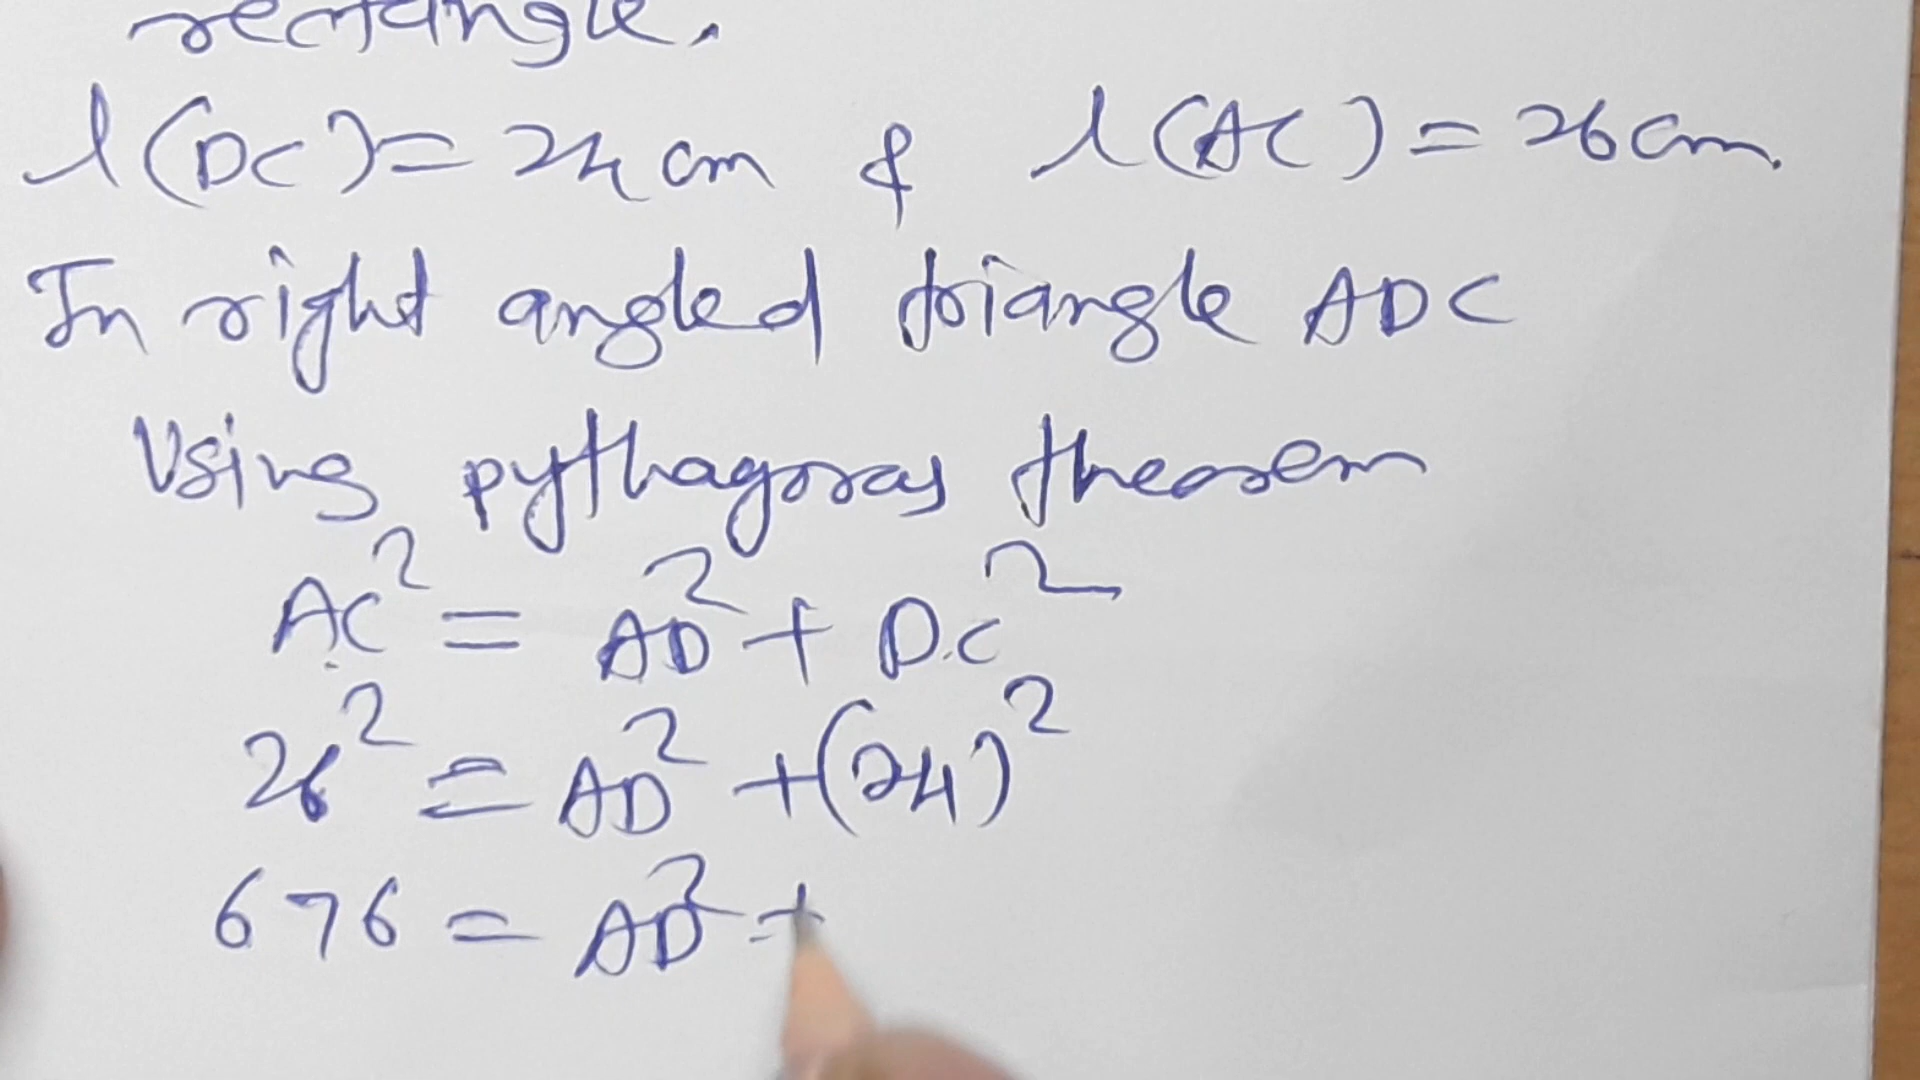 rectangle.
l(DC) = 24 cm & l(AC) = 26 cm.
In right angled triangle ADC
Using pythagoras theorem
AC² = AD² + DC²
26² = AD² + (24)²
676 = AD² +